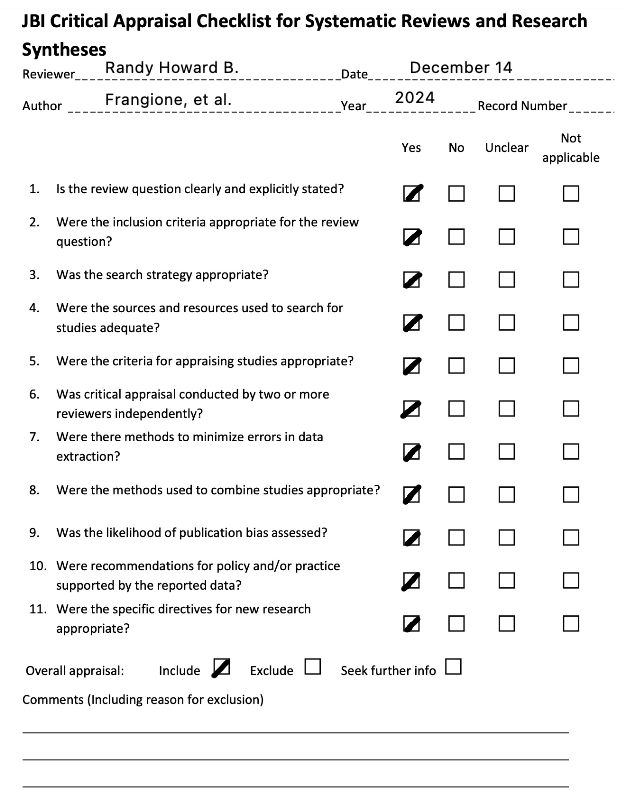 JBI Critical Appraisal Checklist for Systematic Reviews and Research
Syntheses
Reviewer Randy Howard B. Date December 14
Author Frangione, et al. Year 2024 Record Number
Yes No Unclear Not applicable
1. Is the review question clearly and explicitly stated?
2. Were the inclusion criteria appropriate for the review
question?
3. Was the search strategy appropriate?
4. Were the sources and resources used to search for
studies adequate?
5. Were the criteria for appraising studies appropriate?
6. Was critical appraisal conducted by two or more
reviewers independently?
7. Were there methods to minimize errors in data
extraction?
8. Were the methods used to combine studies appropriate?
9. Was the likelihood of publication bias assessed?
10. Were recommendations for policy and/or practice
supported by the reported data?
11. Were the specific directives for new research
appropriate?
Overall appraisal: Include Exclude Seek further info
Comments (Including reason for exclusion)